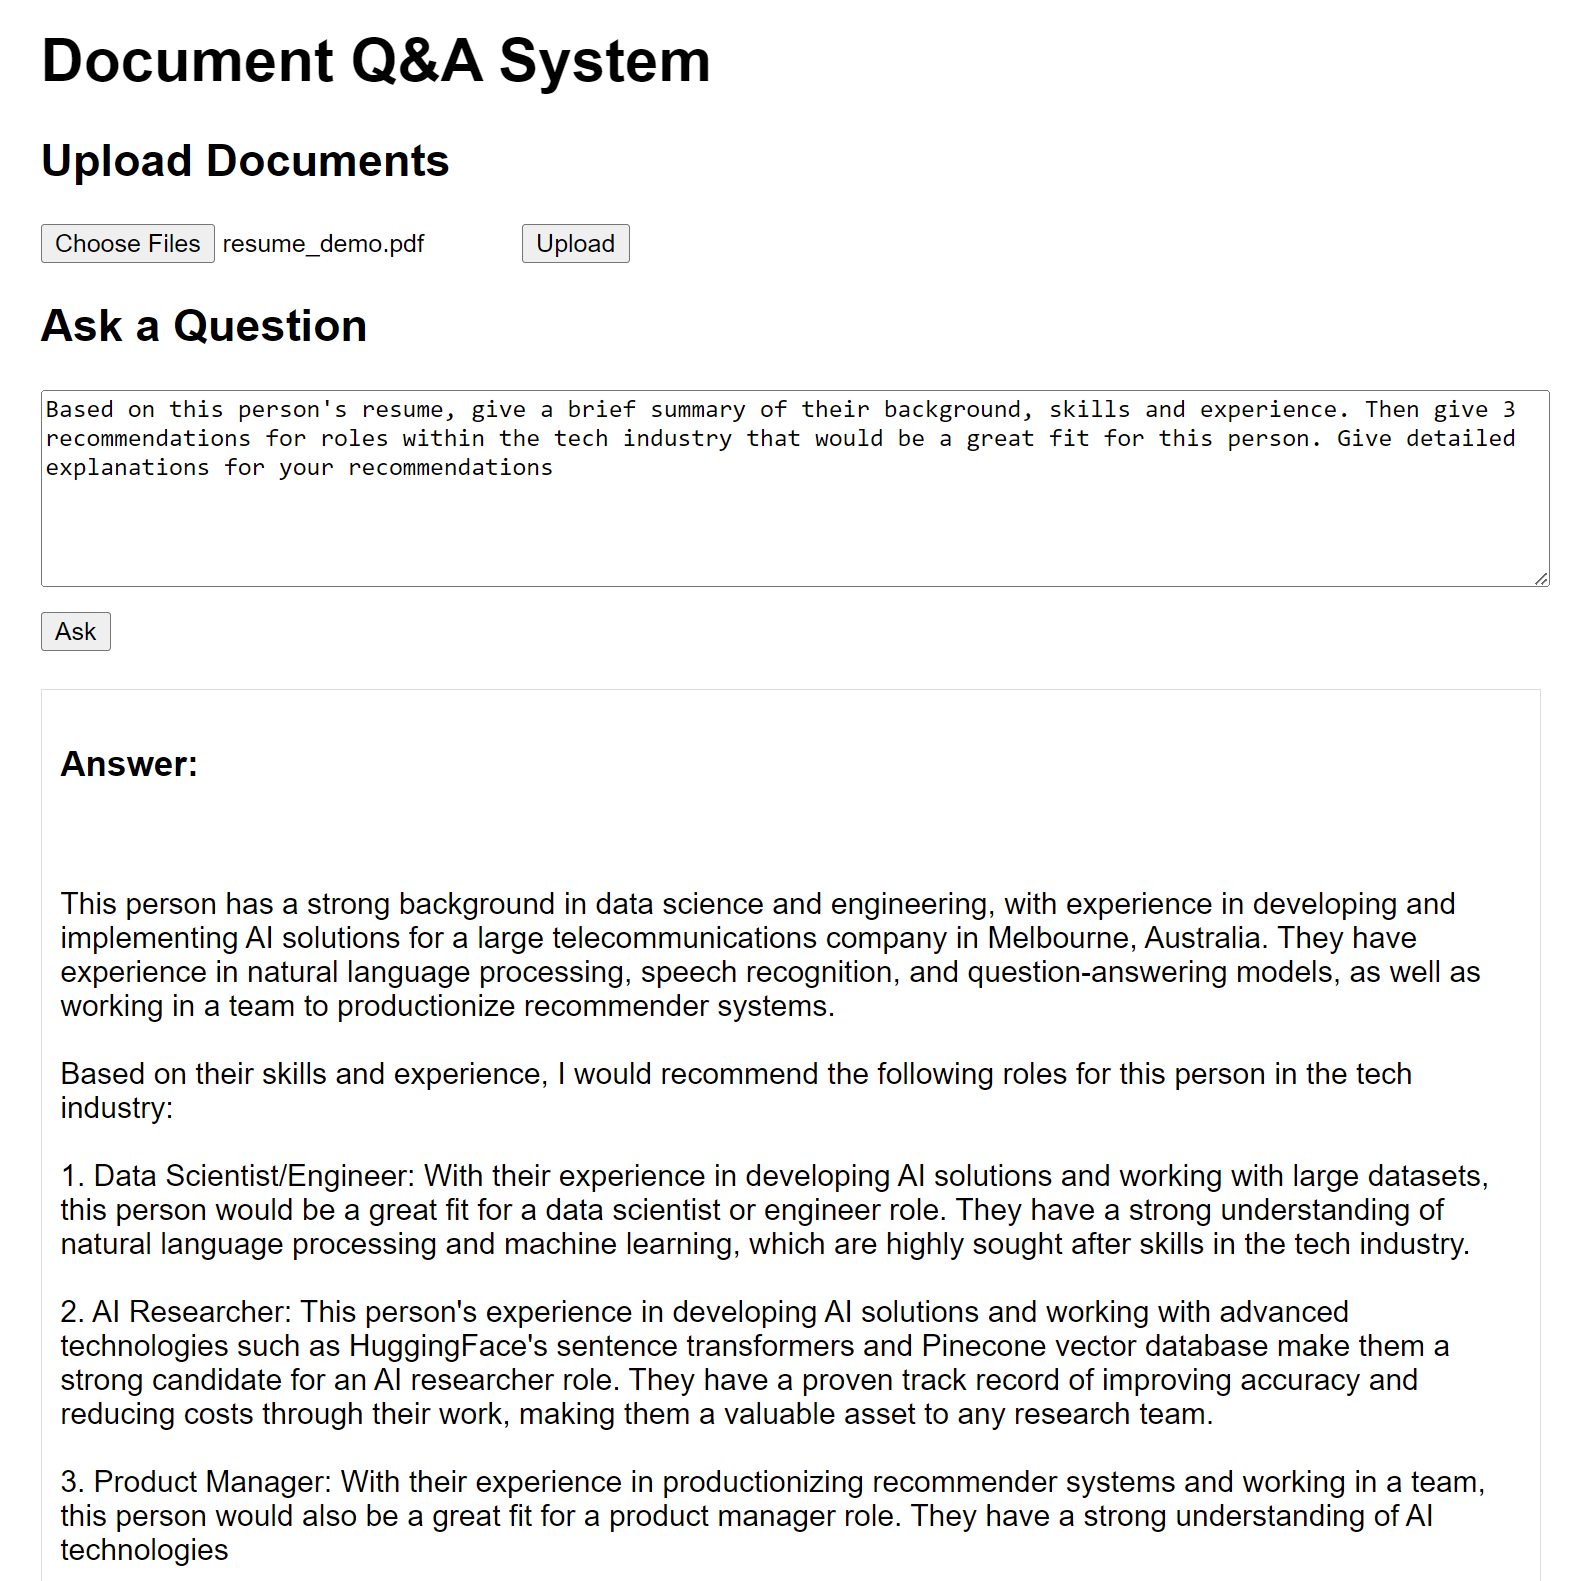 Document Q&A System
Upload Documents
Choose Files resume_demo.pdf Upload
Ask a Question
Based on this person's resume, give a brief summary of their background, skills and experience. Then give 3
recommendations for roles within the tech industry that would be a great fit for this person. Give detailed
explanations for your recommendations
Ask
Answer:
This person has a strong background in data science and engineering, with experience in developing and
implementing AI solutions for a large telecommunications company in Melbourne, Australia. They have
experience in natural language processing, speech recognition, and question-answering models, as well as
working in a team to productionize recommender systems.
Based on their skills and experience, I would recommend the following roles for this person in the tech
industry:
1. Data Scientist/Engineer: With their experience in developing AI solutions and working with large datasets,
this person would be a great fit for a data scientist or engineer role. They have a strong understanding of
natural language processing and machine learning, which are highly sought after skills in the tech industry.
2. AI Researcher: This person's experience in developing AI solutions and working with advanced
technologies such as HuggingFace's sentence transformers and Pinecone vector database make them a
strong candidate for an AI researcher role. They have a proven track record of improving accuracy and
reducing costs through their work, making them a valuable asset to any research team.
3. Product Manager: With their experience in productionizing recommender systems and working in a team,
this person would also be a great fit for a product manager role. They have a strong understanding of AI
technologies